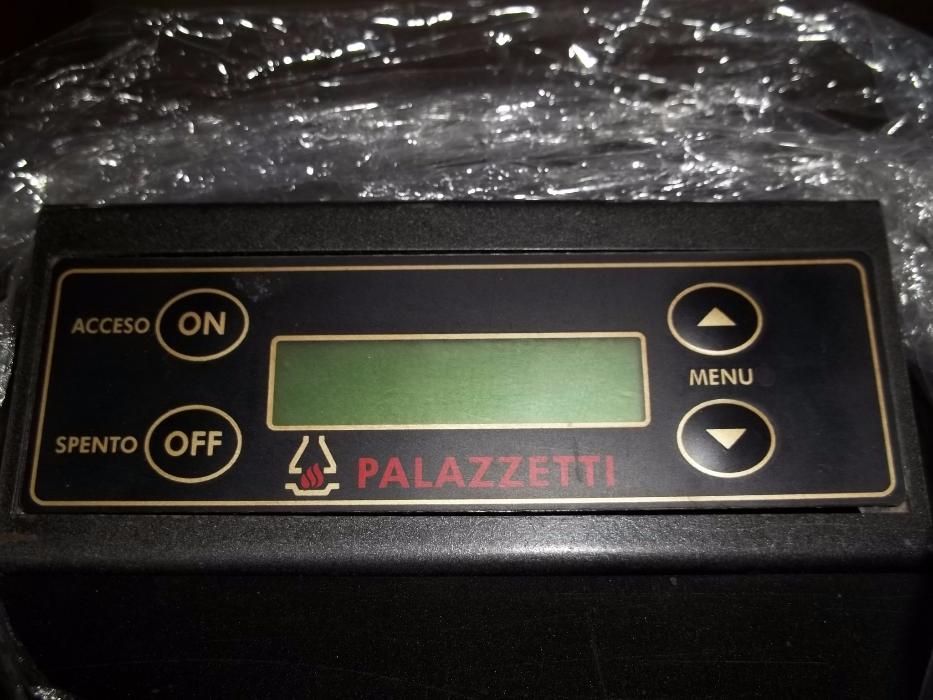 ACCESO ON
MENU
SPENTO OFF
PALAZZETTI